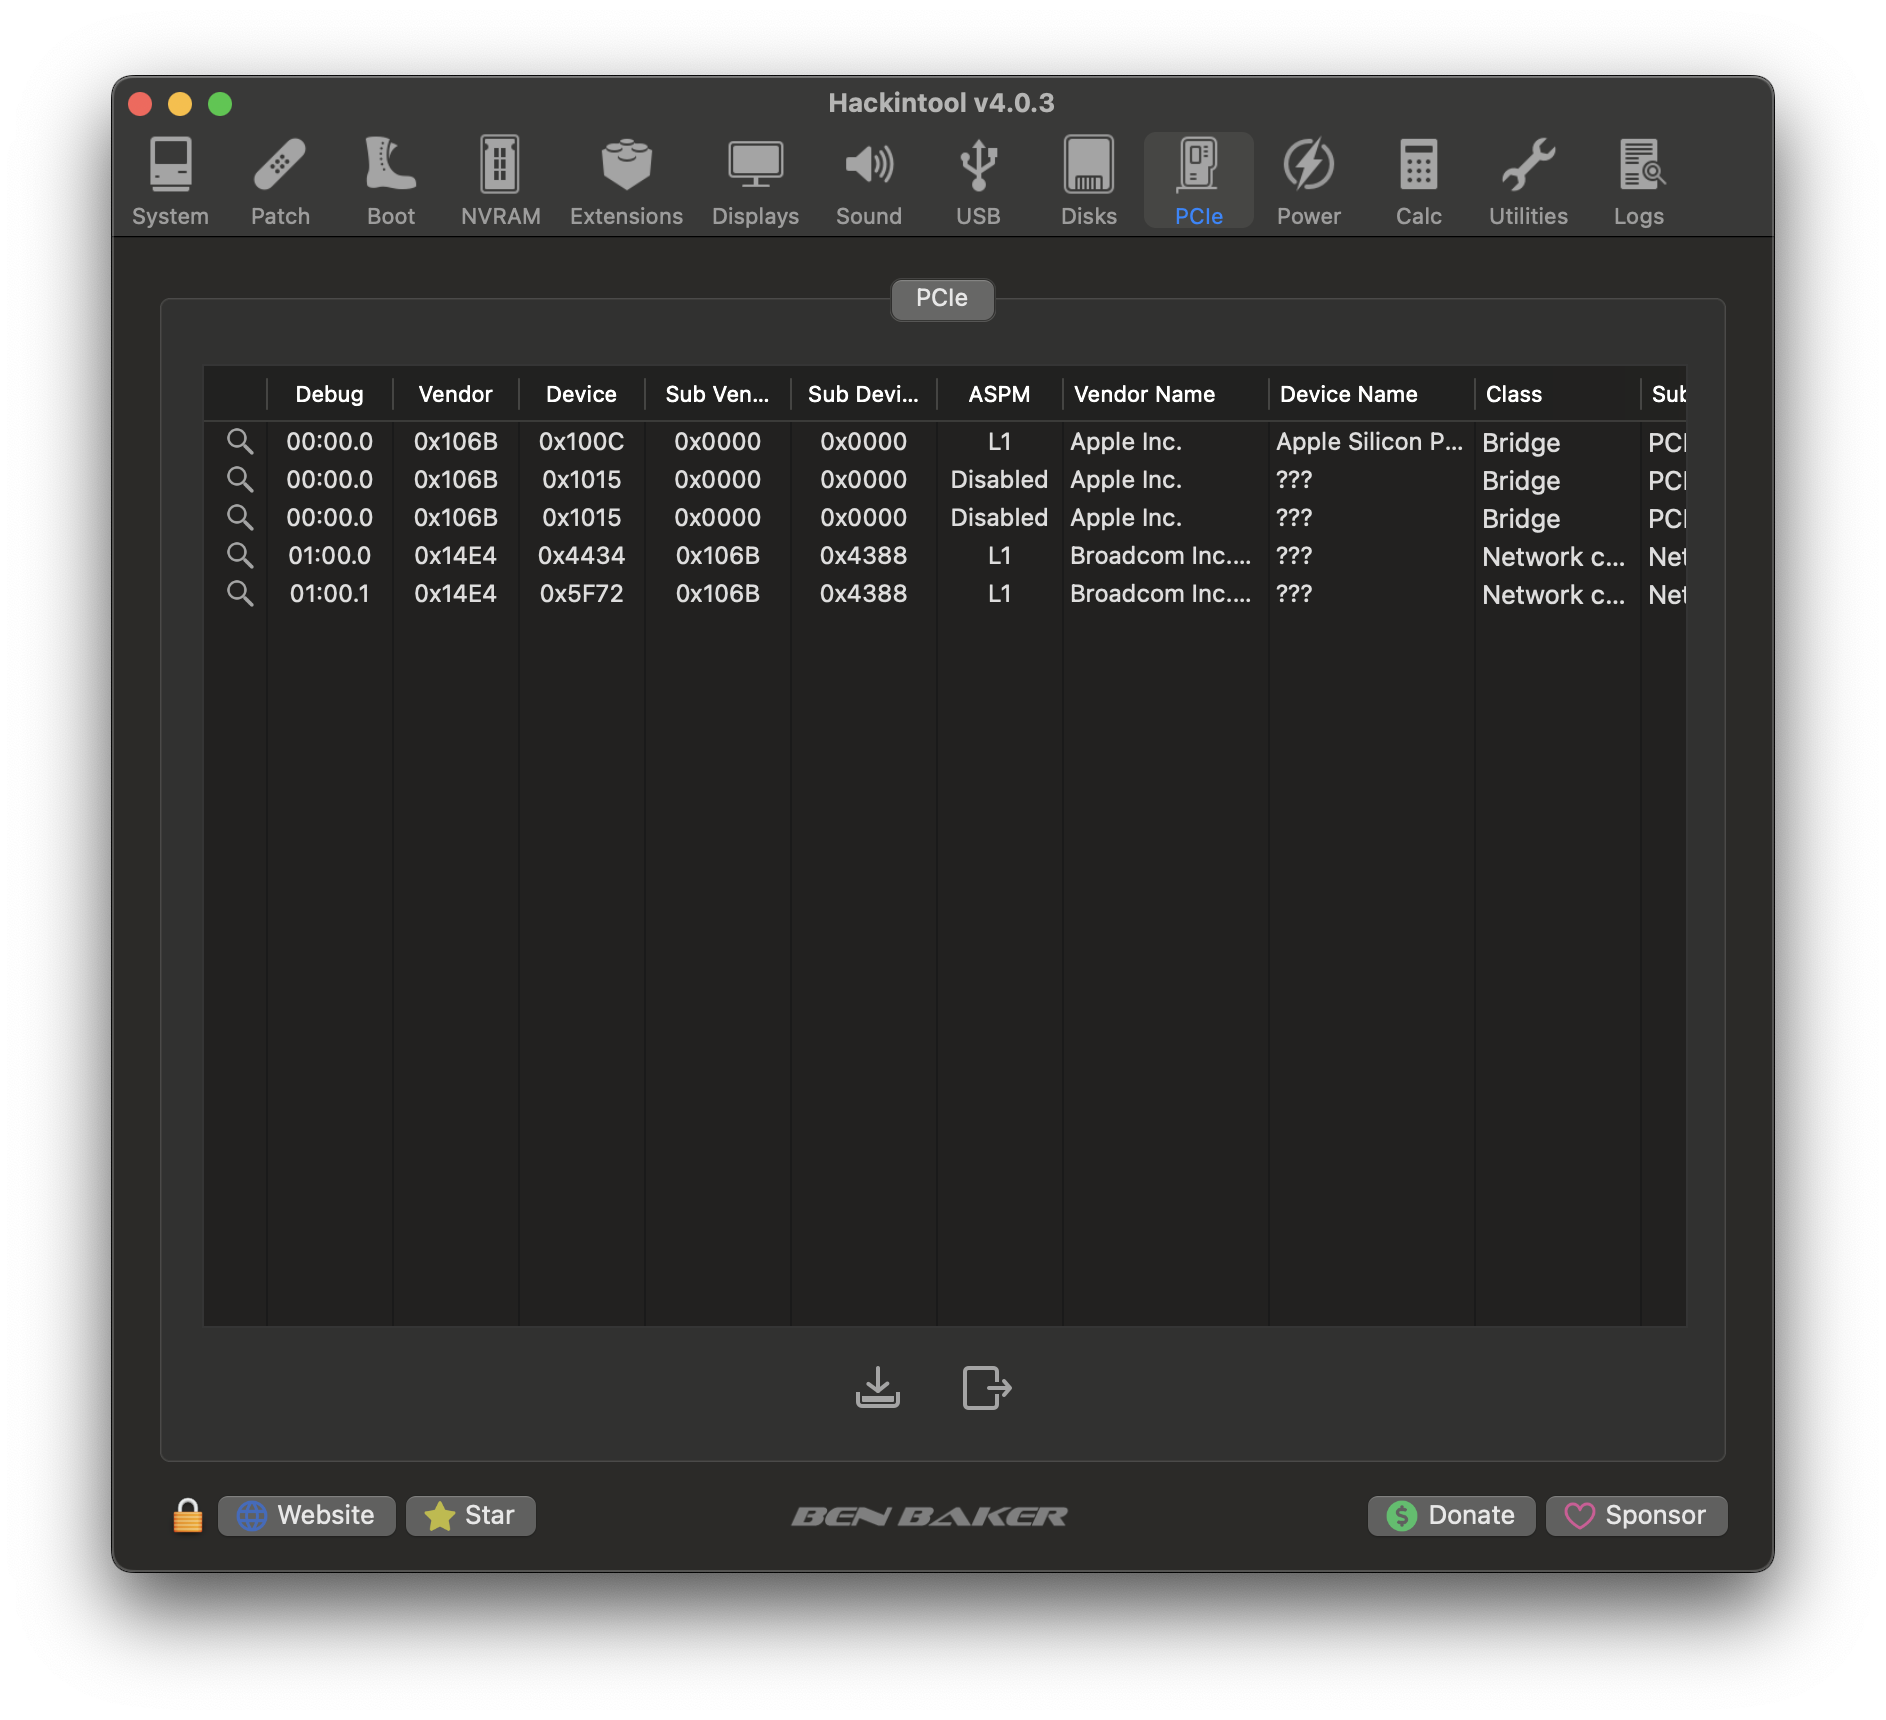 Hackintool v4.0.3
System Patch Boot NVRAM Extensions Displays Sound USB Disks PCIe Power Calc Utilities Logs
PCIe
Debug Vendor Device Sub Ven... Sub Devi... ASPM Vendor Name Device Name Class Sub
00:00.0 0x106B 0x100C 0x0000 0x0000 L1 Apple Inc. Apple Silicon P... Bridge PCI
00:00.0 0x106B 0x1015 0x0000 0x0000 Disabled Apple Inc. ??? Bridge PCI
00:00.0 0x106B 0x1015 0x0000 0x0000 Disabled Apple Inc. ??? Bridge PCI
01:00.0 0x14E4 0x4434 0x106B 0x4388 L1 Broadcom Inc.... ??? Network c... Net
01:00.1 0x14E4 0x5F72 0x106B 0x4388 L1 Broadcom Inc.... ??? Network c... Net
Website Star BEN BAKER Donate Sponsor